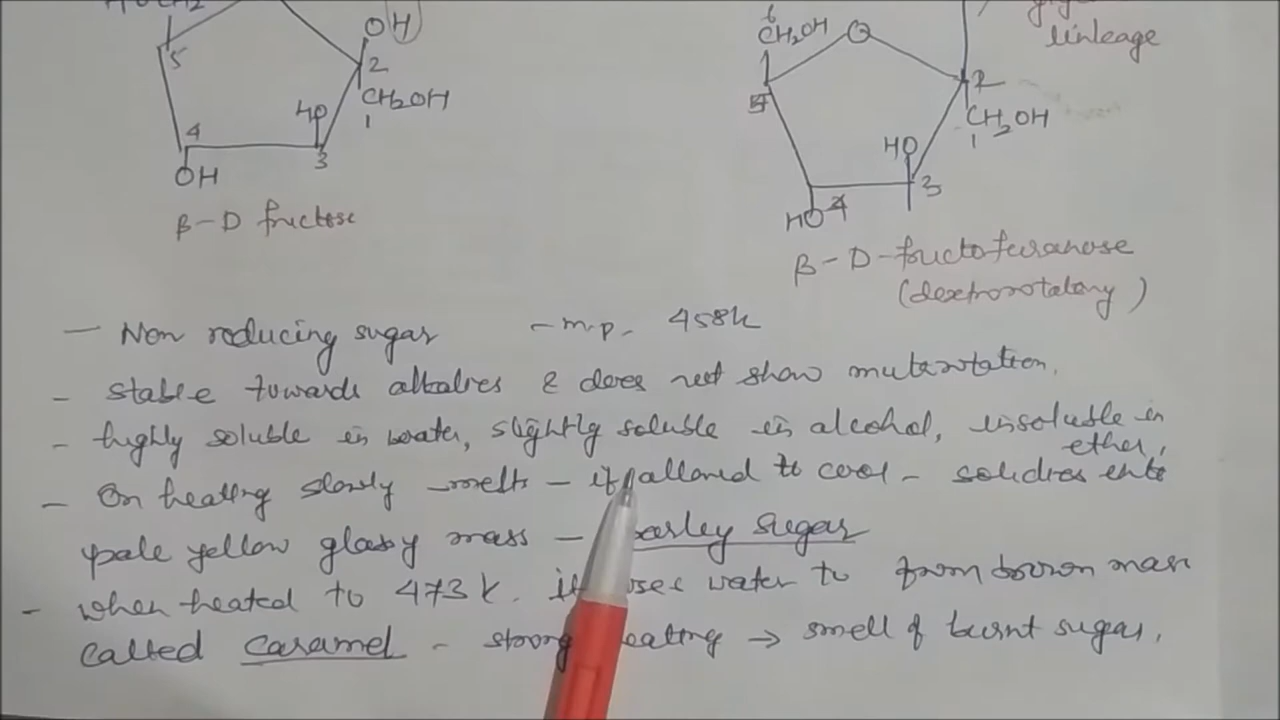 OH
2
CH2OH
1
5
HO
4
3
OH
β-D fructose
6
CH2OH
O
linkage
5
2
CH2OH
1
HO
3
HO 4
β-D-fructofuranose
(dextrorotatory)
- Non reducing sugar - m.p. 458k
- stable towards alkalies & does not show mutarotation.
- highly soluble in water, slightly soluble in alcohol, insoluble in
ether,
- On heating slowly - melts - if allowed to cool - solidies into
pale yellow glassy mass - barley sugar
- when heated to 473 K. it loses water to from brown mass
called caramel - strong heating → smell of burnt sugar.